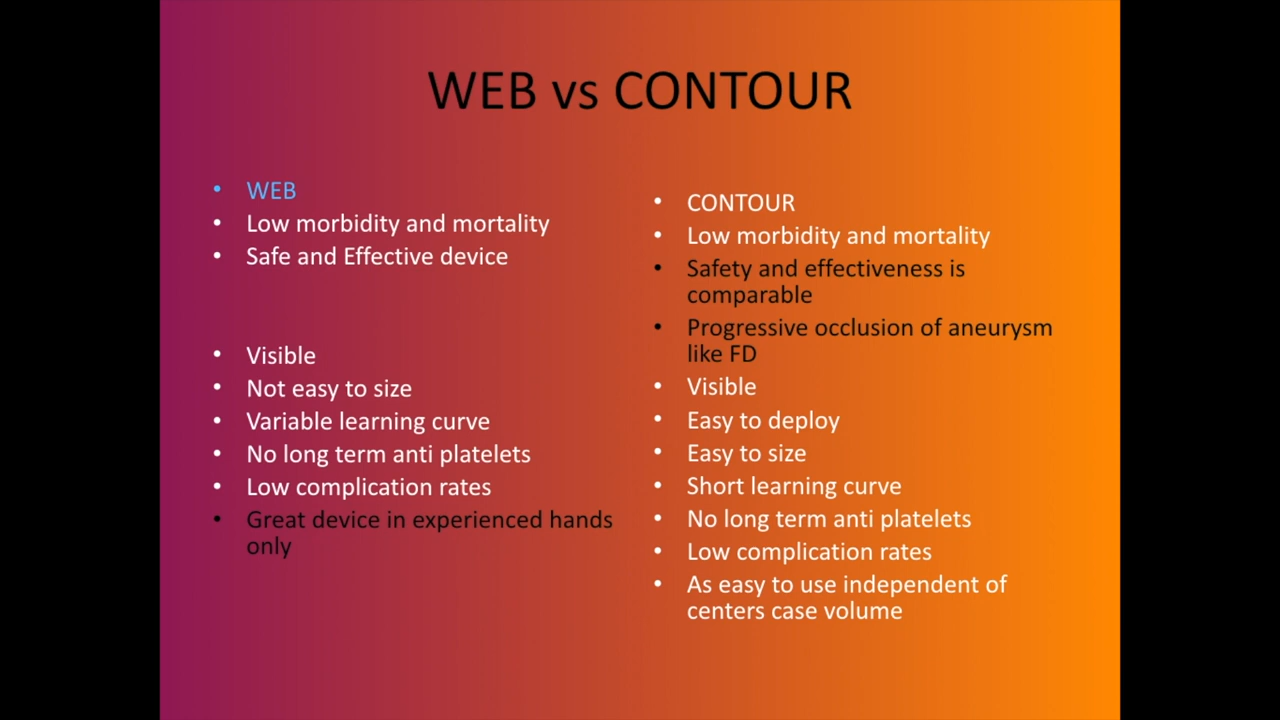 WEB vs CONTOUR
WEB
Low morbidity and mortality
Safe and Effective device
Visible
Not easy to size
Variable learning curve
No long term anti platelets
Low complication rates
Great device in experienced hands
only
CONTOUR
Low morbidity and mortality
Safety and effectiveness is
comparable
Progressive occlusion of aneurysm
like FD
Visible
Easy to deploy
Easy to size
Short learning curve
No long term anti platelets
Low complication rates
As easy to use independent of
centers case volume